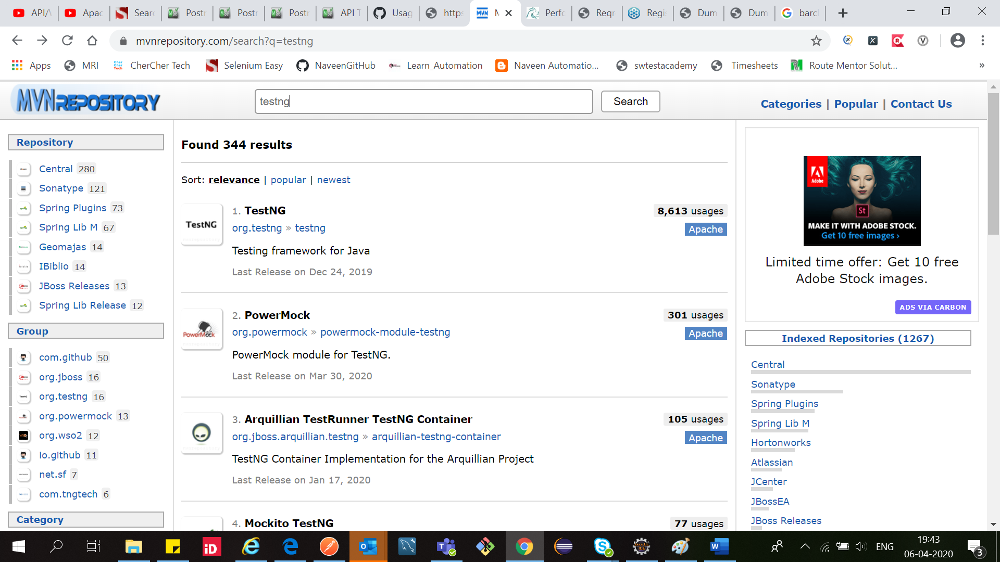 API/V
Apac
Sear
Postr
Postr
Postr
API T
Usag
https
M
Perfo
Reqr
Regi
Dum
Dum
barcl
mvnrepository.com/search?q=testng
Apps
MRI
CherCher Tech
Selenium Easy
NaveenGitHub
Learn_Automation
Naveen Automatio...
swtestacademy
Timesheets
Route Mentor Solut...
»
MVNREPOSITORY
testng
Search
Categories | Popular | Contact Us
Repository
Central 280
Sonatype 121
Spring Plugins 73
Spring Lib M 67
Geomajas 14
IBiblio 14
JBoss Releases 13
Spring Lib Release 12
Group
com.github 50
org.jboss 16
org.testng 16
org.powermock 13
org.wso2 12
io.github 11
net.sf 7
com.tngtech 6
Category
Found 344 results
Sort: relevance | popular | newest
TestNG
1. TestNG
8,613 usages
org.testng » testng
Apache
Testing framework for Java
Last Release on Dec 24, 2019
PowerMock
2. PowerMock
301 usages
org.powermock » powermock-module-testng
Apache
PowerMock module for TestNG.
Last Release on Mar 30, 2020
3. Arquillian TestRunner TestNG Container
105 usages
org.jboss.arquillian.testng » arquillian-testng-container
Apache
TestNG Container Implementation for the Arquillian Project
Last Release on Jan 17, 2020
4. Mockito TestNG
77 usages
Adobe
St
MAKE IT WITH ADOBE STOCK.
Get 10 free images ›
Limited time offer: Get 10 free
Adobe Stock images.
ADS VIA CARBON
Indexed Repositories (1267)
Central
Sonatype
Spring Plugins
Spring Lib M
Hortonworks
Atlassian
JCenter
JBossEA
JBoss Releases
ENG
19:43
06-04-2020
3